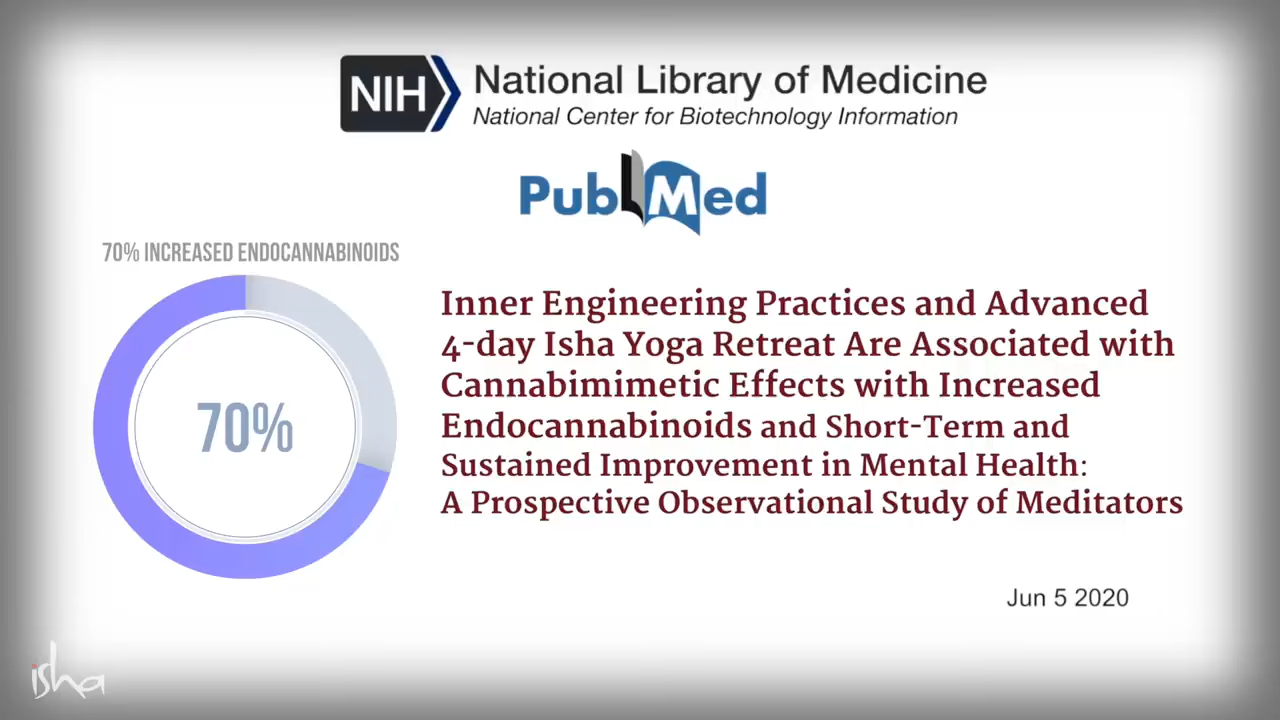 NIH National Library of Medicine
National Center for Biotechnology Information
PubMed
70% INCREASED ENDOCANNABINOIDS
70%
Inner Engineering Practices and Advanced
4-day Isha Yoga Retreat Are Associated with
Cannabimimetic Effects with Increased
Endocannabinoids and Short-Term and
Sustained Improvement in Mental Health:
A Prospective Observational Study of Meditators
Jun 5 2020
isha